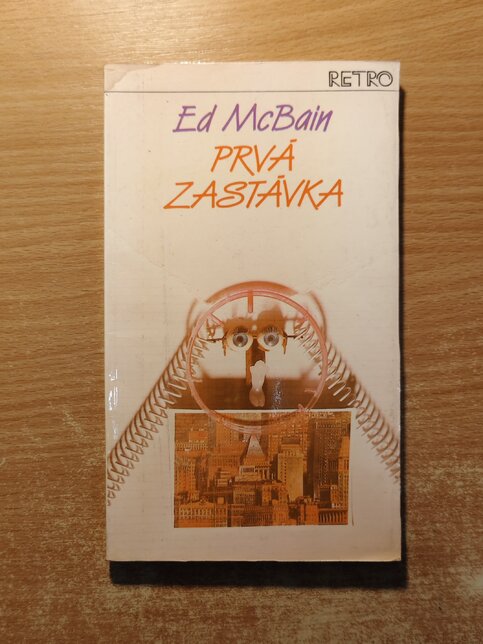 RETRO
Ed McBain
PRVÁ
ZASTÁVKA